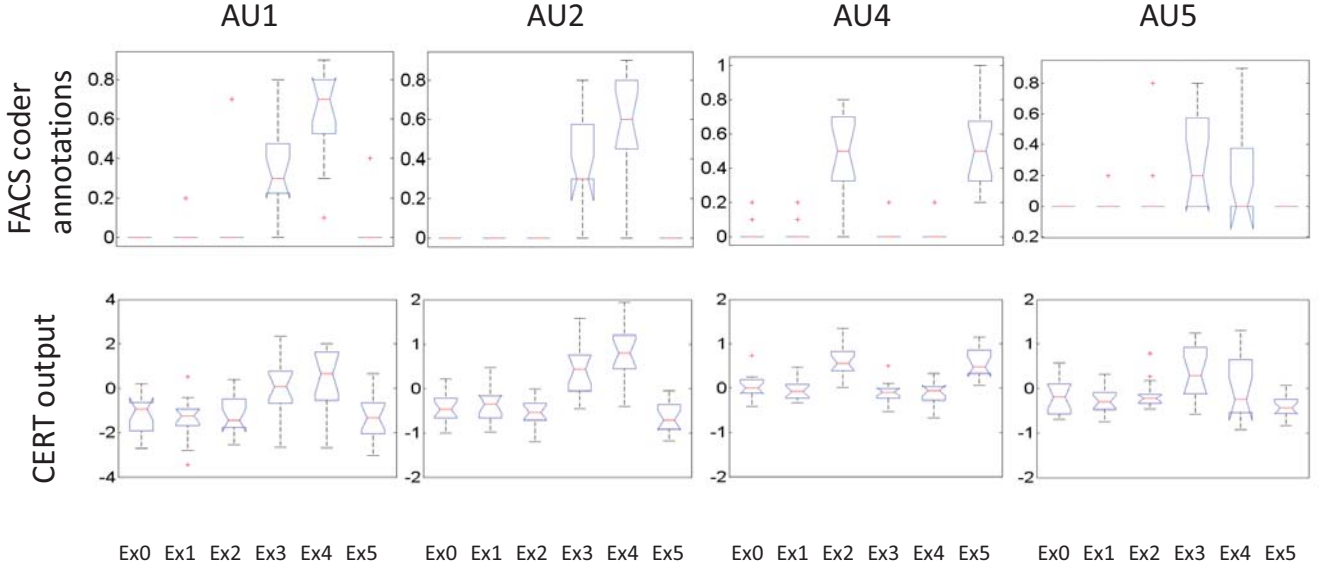 AU1 AU2 AU4 AU5
FACS coder
annotations
0.8 0.6 0.4 0.2 0
0.8 0.6 0.4 0.2 0
1 0.8 0.6 0.4 0.2 0
0.8 0.6 0.4 0.2 0 -0.2
CERT output
4 2 0 -2 -4
2 1 0 -1 -2
2 1 0 -1 -2
2 1 0 -1 -2
Ex0 Ex1 Ex2 Ex3 Ex4 Ex5 Ex0 Ex1 Ex2 Ex3 Ex4 Ex5 Ex0 Ex1 Ex2 Ex3 Ex4 Ex5 Ex0 Ex1 Ex2 Ex3 Ex4 Ex5